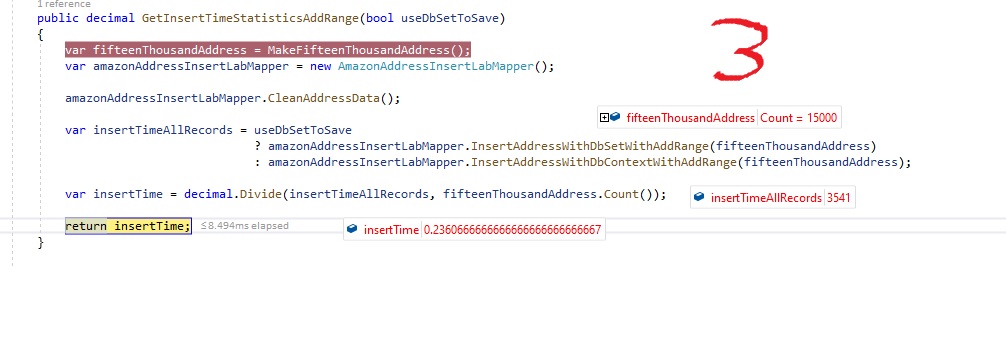 1 reference
public decimal GetInsertTimeStatisticsAddRange(bool useDbSetToSave)
{
var fifteenThousandAddress = MakeFifteenThousandAddress();
3
var amazonAddressInsertLabMapper = new AmazonAddressInsertLabMapper();
amazonAddressInsertLabMapper.CleanAddressData();
fifteenThousandAddress Count = 15000
var insertTimeAllRecords = useDbSetToSave
? amazonAddressInsertLabMapper.InsertAddressWithDbSetWithAddRange(fifteenThousandAddress)
: amazonAddressInsertLabMapper.InsertAddressWithDbContextWithAddRange(fifteenThousandAddress);
var insertTime = decimal.Divide(insertTimeAllRecords, fifteenThousandAddress.Count()); insertTimeAllRecords 3541
return insertTime; ≤8.494ms elapsed insertTime 0.2360666666666666666666666667
}